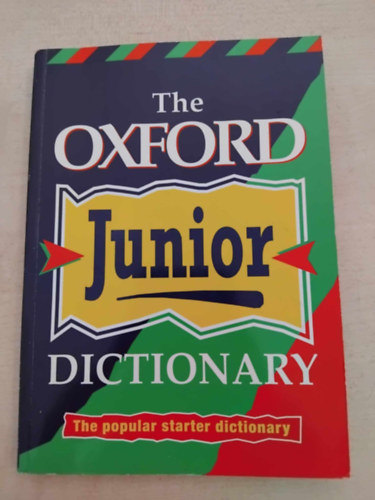 The
OXFORD
Junior
DICTIONARY
The popular starter dictionary